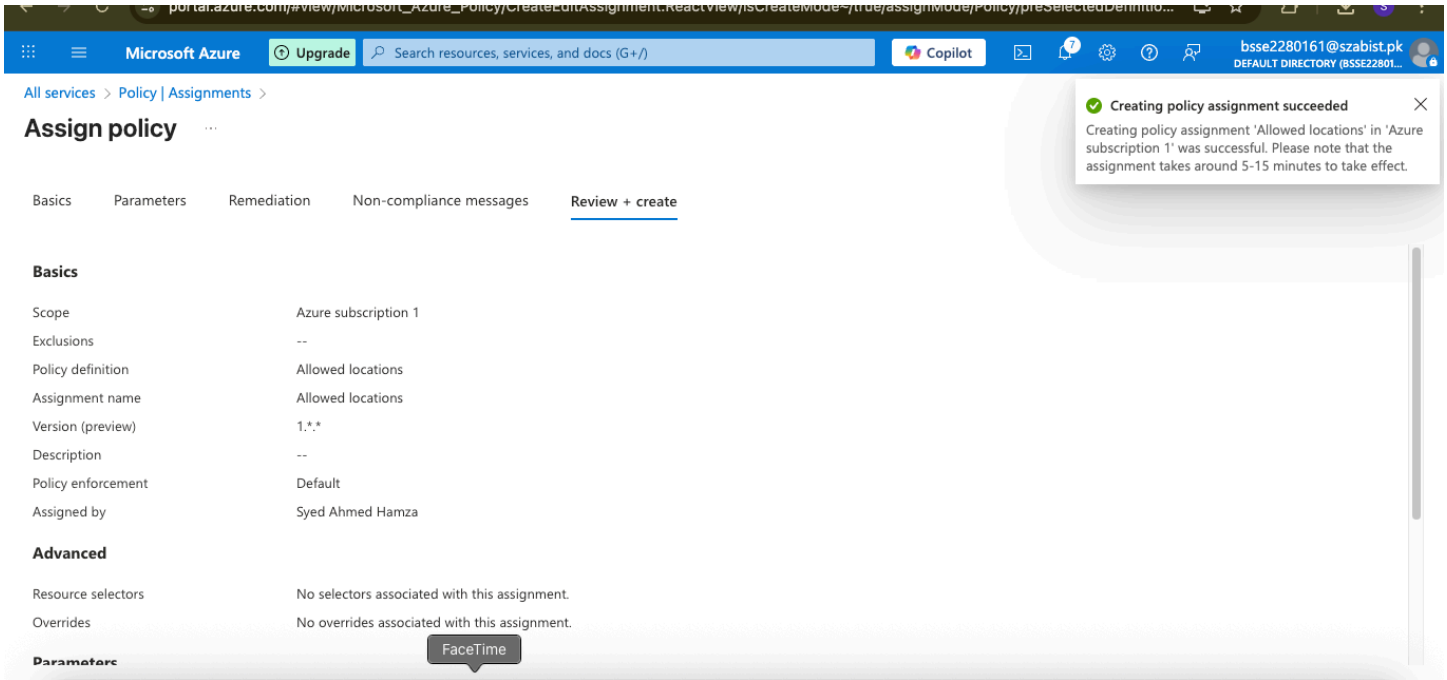 portal.azure.com/#view/Microsoft_Azure_Policy/CreateEditAssignment.ReactView/isCreateMode~/true/assignMode/Policy/preSelectedDefinitio...
S
Microsoft Azure
Upgrade
Search resources, services, and docs (G+/)
Copilot
7
bsse2280161@szabist.pk
DEFAULT DIRECTORY (BSSE22801...
All services > Policy | Assignments >
Assign policy ...
Creating policy assignment succeeded
Creating policy assignment 'Allowed locations' in 'Azure
subscription 1' was successful. Please note that the
assignment takes around 5-15 minutes to take effect.
Basics Parameters Remediation Non-compliance messages Review + create
Basics
Scope Azure subscription 1
Exclusions --
Policy definition Allowed locations
Assignment name Allowed locations
Version (preview) 1.*.*
Description --
Policy enforcement Default
Assigned by Syed Ahmed Hamza
Advanced
Resource selectors No selectors associated with this assignment.
Overrides No overrides associated with this assignment.
FaceTime
Parameters